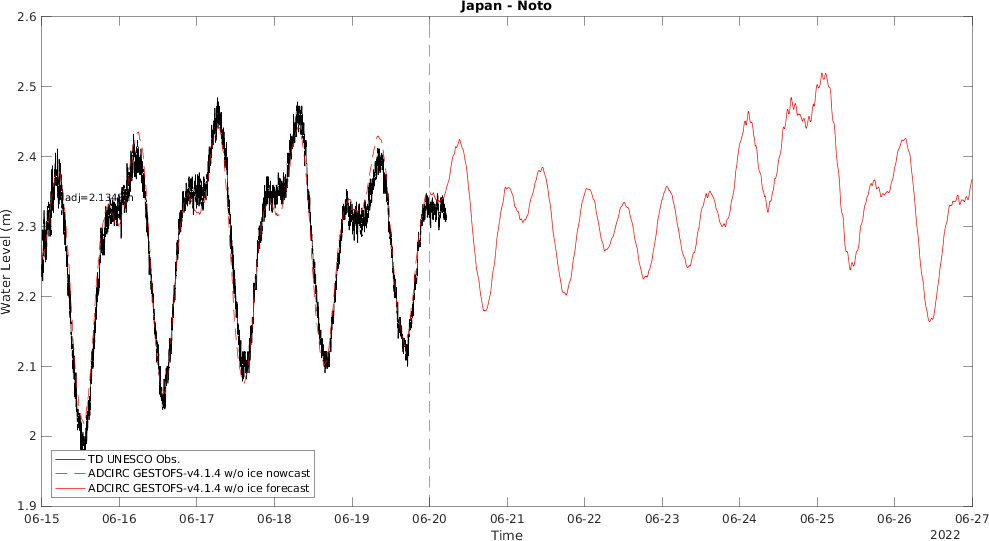 Japan - Noto
2.6
2.5
2.4
2.3
2.2
2.1
2
1.9
Water Level (m)
TD UNESCO Obs.
ADCIRC GESTOFS-v4.1.4 w/o ice nowcast
ADCIRC GESTOFS-v4.1.4 w/o ice forecast
06-15 06-16 06-17 06-18 06-19 06-20 06-21 06-22 06-23 06-24 06-25 06-26 06-27
Time
2022